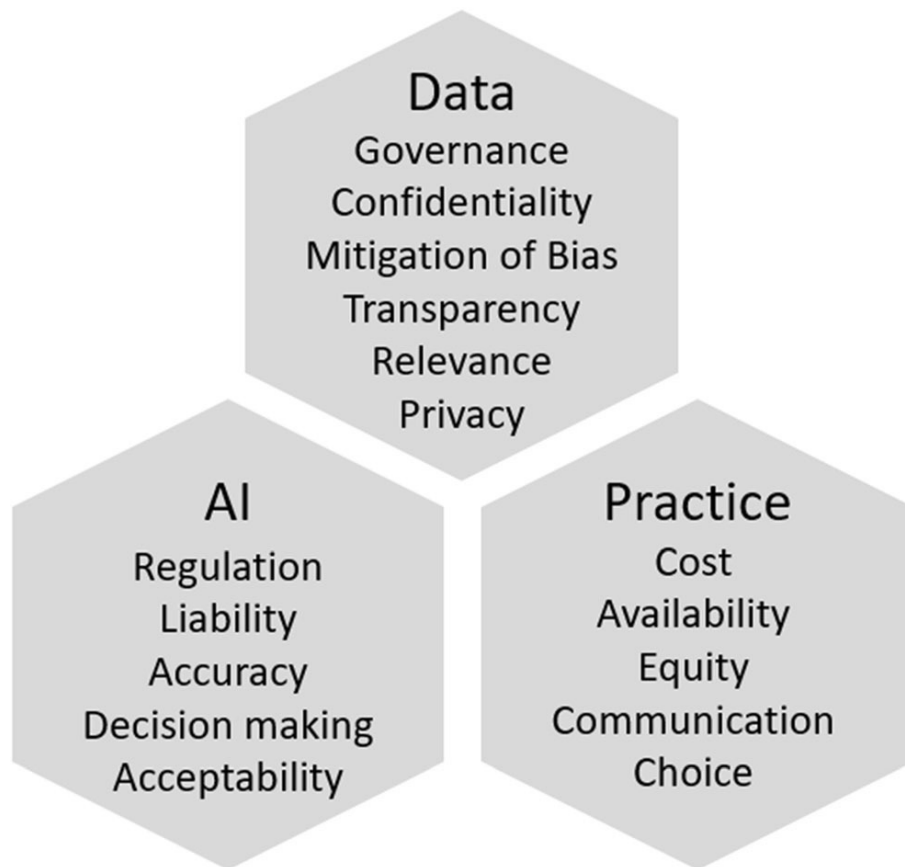 Data
Governance
Confidentiality
Mitigation of Bias
Transparency
Relevance
Privacy
AI
Regulation
Liability
Accuracy
Decision making
Acceptability
Practice
Cost
Availability
Equity
Communication
Choice